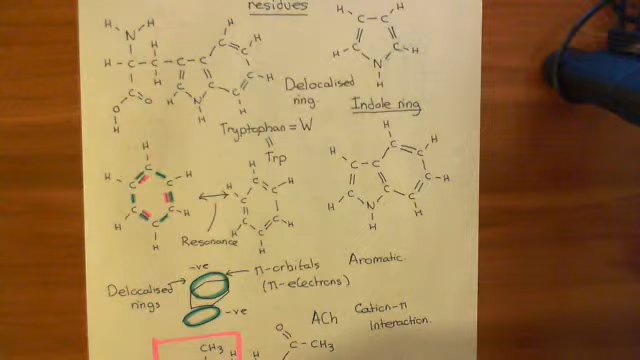 residues
Delocalised
ring.
Indole ring
Tryptophan = W
Trp
Resonance
-ve
π-orbitals
(π-electrons)
Aromatic.
Delocalised
rings
-ve
ACh
Cation-π
Interaction.
O
C-CH3
CH3
H
H